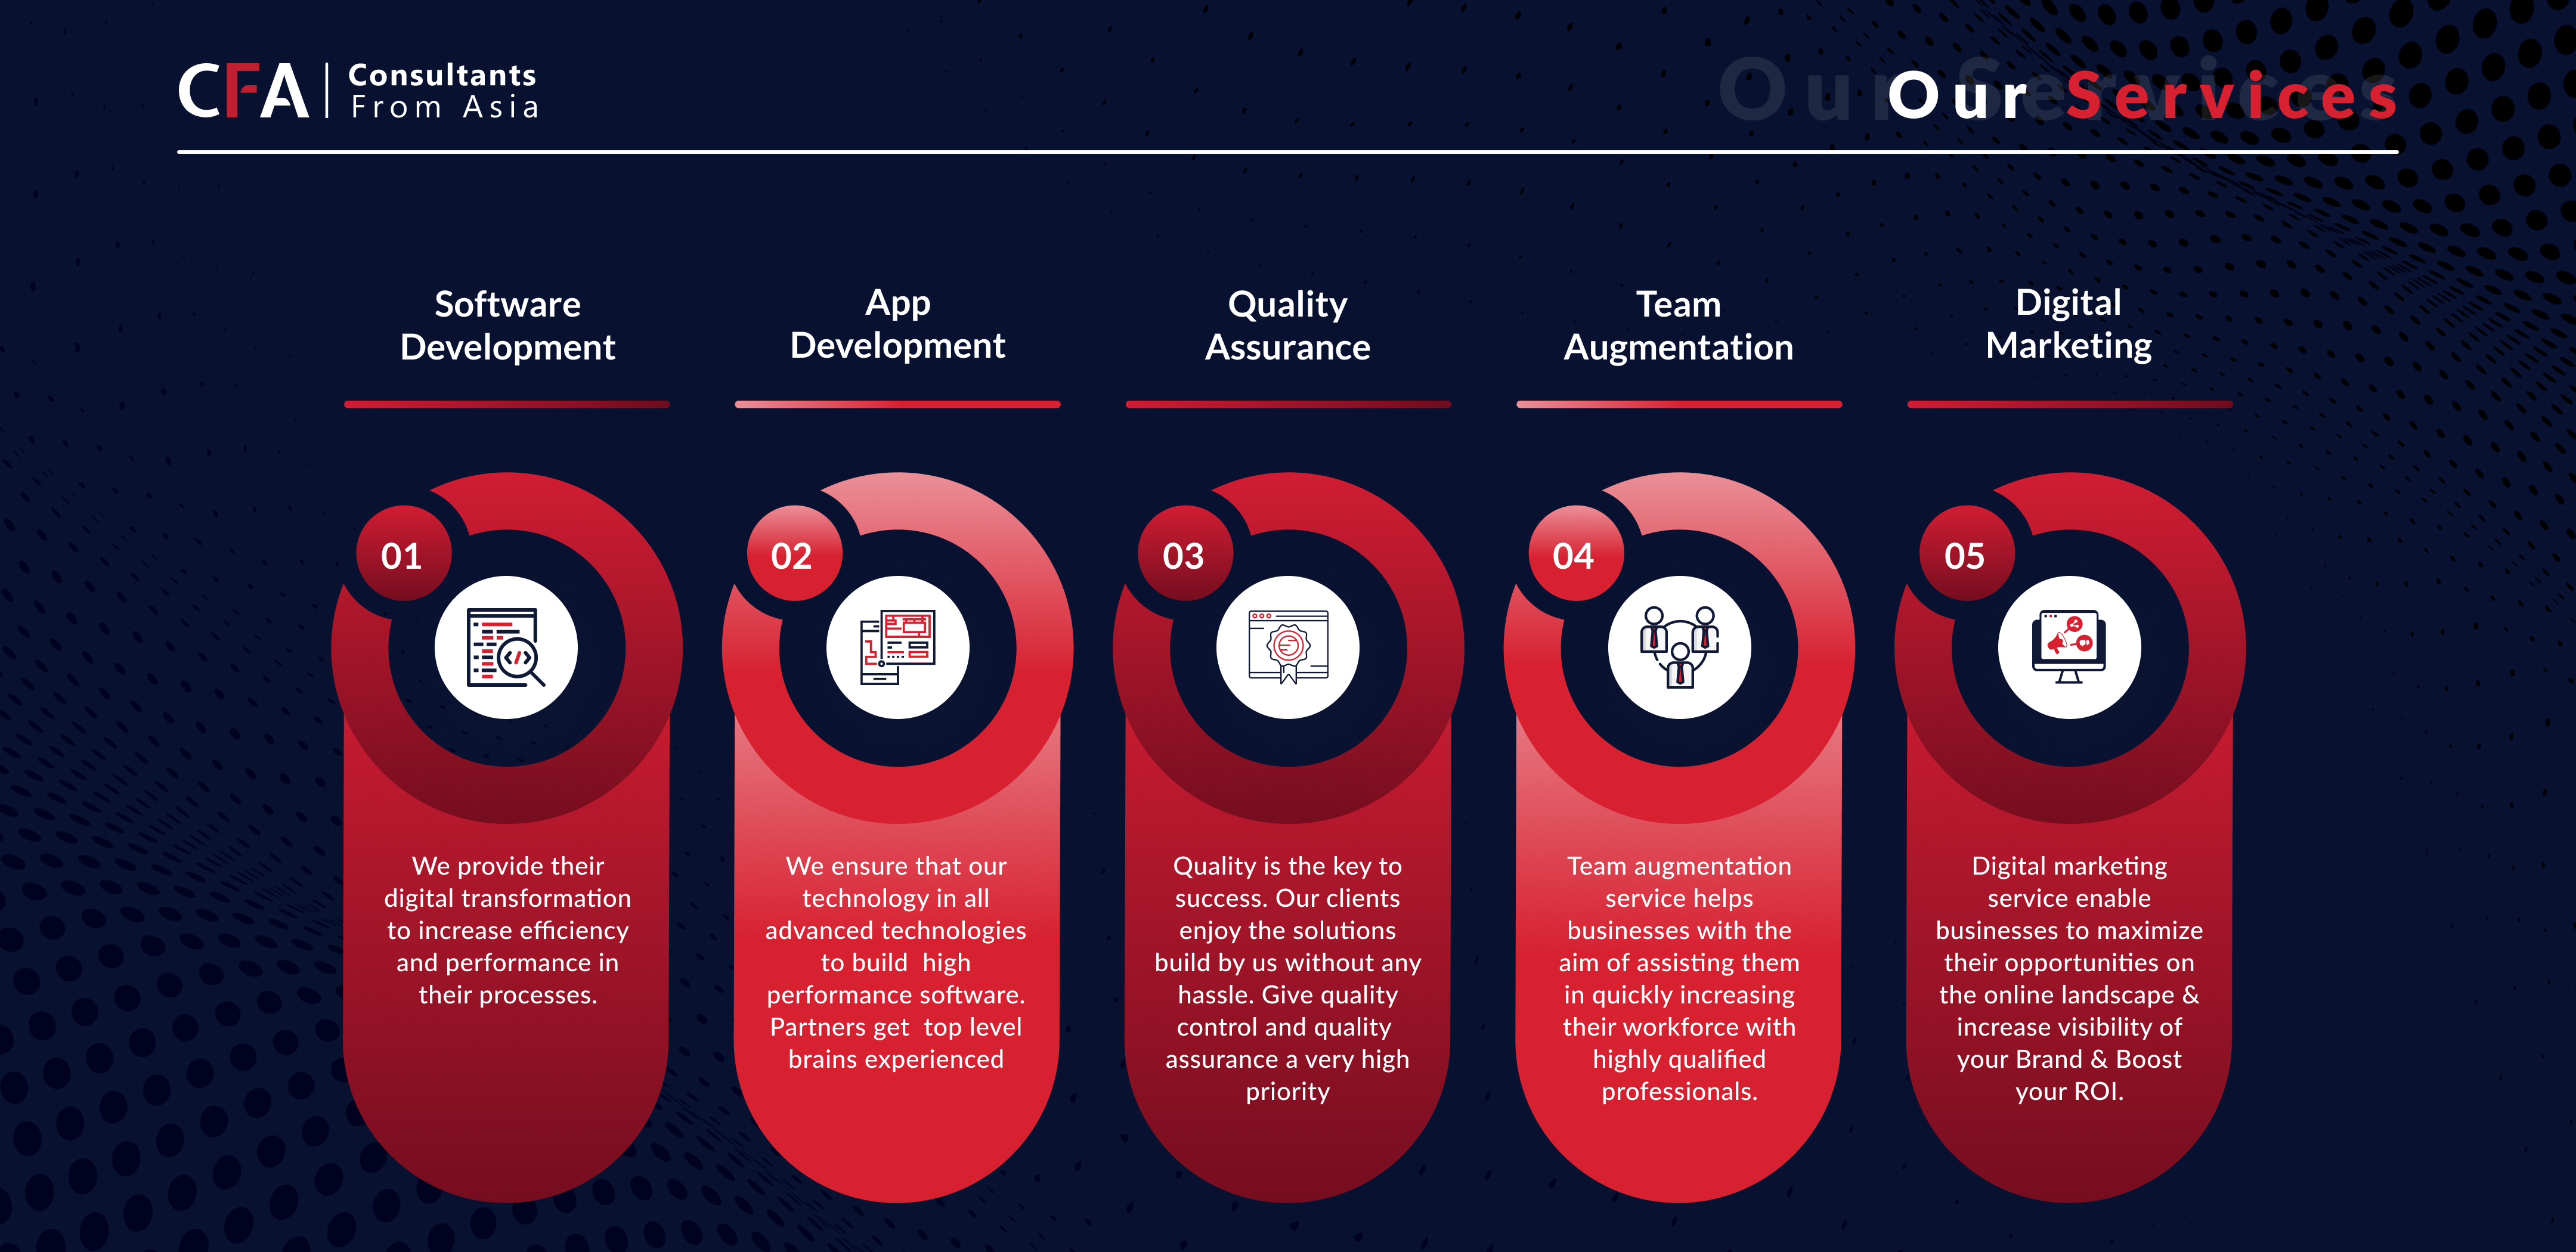 CFA
Consultants
From Asia
Our Services
Our Services
Software
Development
App
Development
Quality
Assurance
Team
Augmentation
Digital
Marketing
01
02
03
04
05
We provide their
digital transformation
to increase efficiency
and performance in
their processes.
We ensure that our
technology in all
advanced technologies
to build  high
performance software.
Partners get  top level
brains experienced
Quality is the key to
success. Our clients
enjoy the solutions
build by us without any
hassle. Give quality
control and quality
assurance a very high
priority
Team augmentation
service helps
businesses with the
aim of assisting them
in quickly increasing
their workforce with
highly qualified
professionals.
Digital marketing
service enable
businesses to maximize
their opportunities on
the online landscape &
increase visibility of
your Brand & Boost
your ROI.